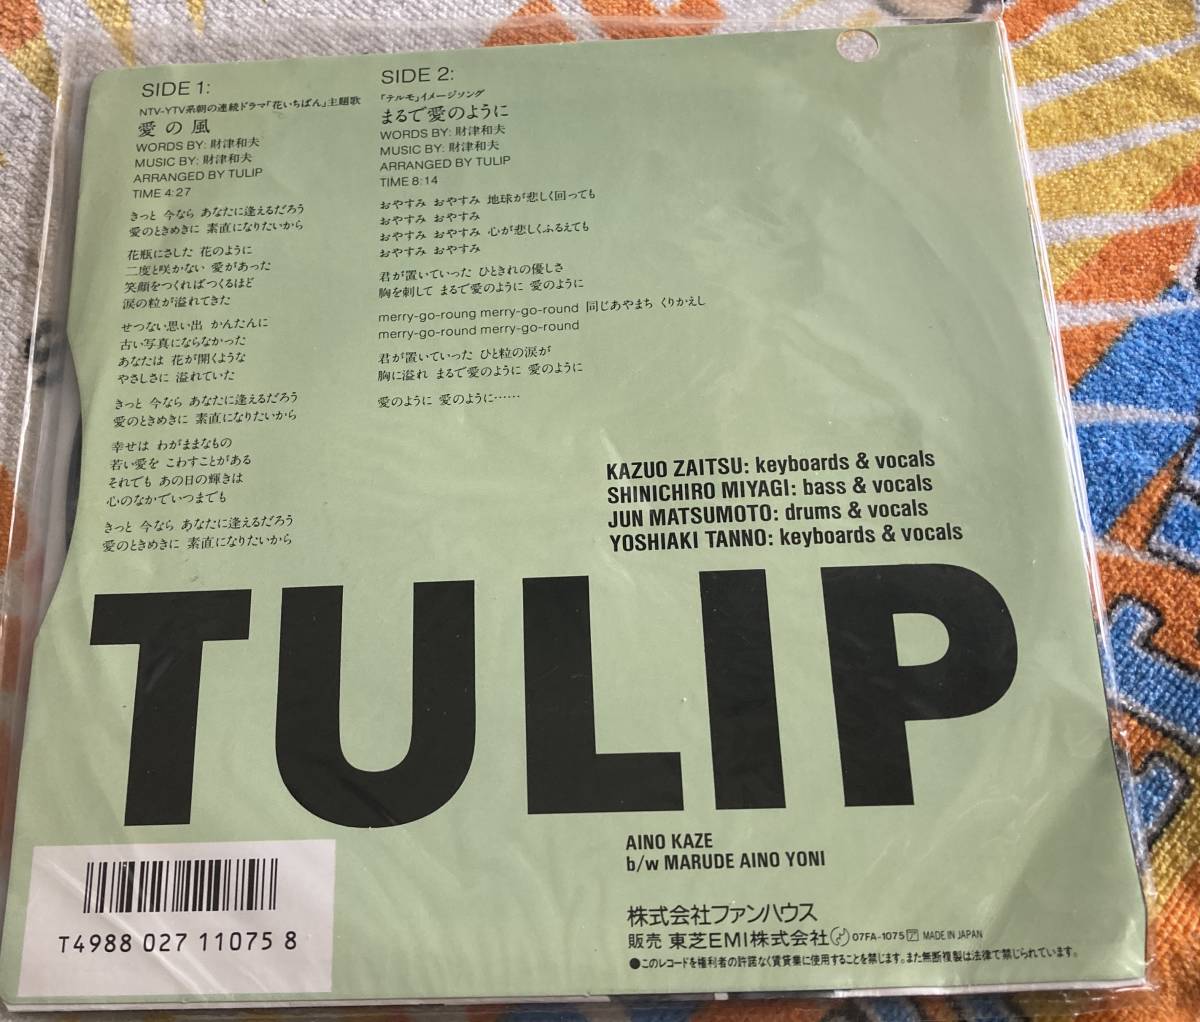 SIDE 1:
NTV-YTV系朝の連続ドラマ「花いちばん」主題歌
愛の風
WORDS BY: 財津和夫
MUSIC BY: 財津和夫
ARRANGED BY TULIP
TIME 4:27
きっと 今なら あなたに逢えるだろう
愛のときめきに 素直になりたいから
花瓶にさした 花のように
二度と咲かない 愛があった
笑顔をつくればつくるほど
涙の粒が溢れてきた
せつない思い出 かんたんに
古い写真にならなかった
あなたは 花が開くような
やさしさに 溢れていた
きっと 今なら あなたに逢えるだろう
愛のときめきに 素直になりたいから
幸せは わがままなもの
若い愛を こわすことがある
それでも あの日の輝きは
心のなかでいつまでも
きっと 今なら あなたに逢えるだろう
愛のときめきに 素直になりたいから
SIDE 2:
「テルモ」イメージソング
まるで愛のように
WORDS BY: 財津和夫
MUSIC BY: 財津和夫
ARRANGED BY TULIP
TIME 8:14
おやすみ おやすみ 地球が悲しく回っても
おやすみ おやすみ
おやすみ おやすみ 心が悲しくふるえても
おやすみ おやすみ
君が置いていった ひときれの優しさ
胸を刺して まるで愛のように 愛のように
merry-go-roung merry-go-round 同じあやまち くりかえし
merry-go-round merry-go-round
君が置いていった ひと粒の涙が
胸に溢れ まるで愛のように 愛のように
愛のように 愛のように……
KAZUO ZAITSU: keyboards & vocals
SHINICHIRO MIYAGI: bass & vocals
JUN MATSUMOTO: drums & vocals
YOSHIAKI TANNO: keyboards & vocals
TULIP
AINO KAZE
b/w MARUDE AINO YONI
T4988 027 11075 8
株式会社ファンハウス
販売 東芝EMI株式会社 07FA-1075 ア MADE IN JAPAN
●このレコードを権利者の許諾なく賃貸業に使用することを禁じます。また無断複製は法律で禁じられています。